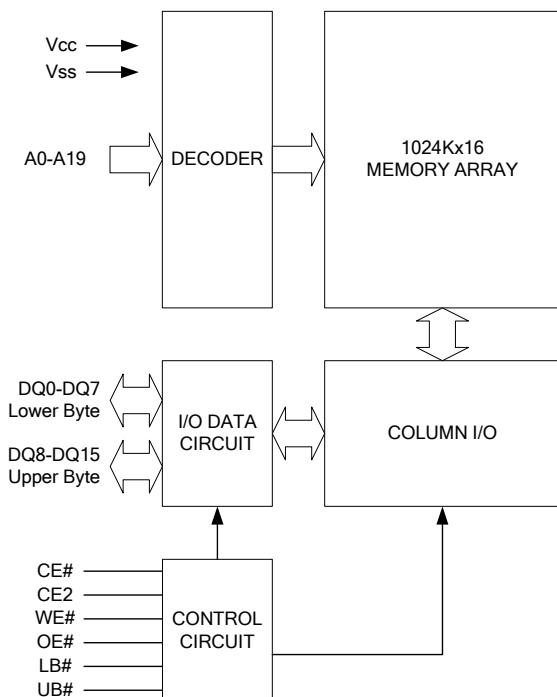 Vcc
Vss
A0-A19
DECODER
1024Kx16
MEMORY ARRAY
DQ0-DQ7
Lower Byte
DQ8-DQ15
Upper Byte
I/O DATA
CIRCUIT
COLUMN I/O
CE#
CE2
WE#
OE#
LB#
UB#
CONTROL
CIRCUIT